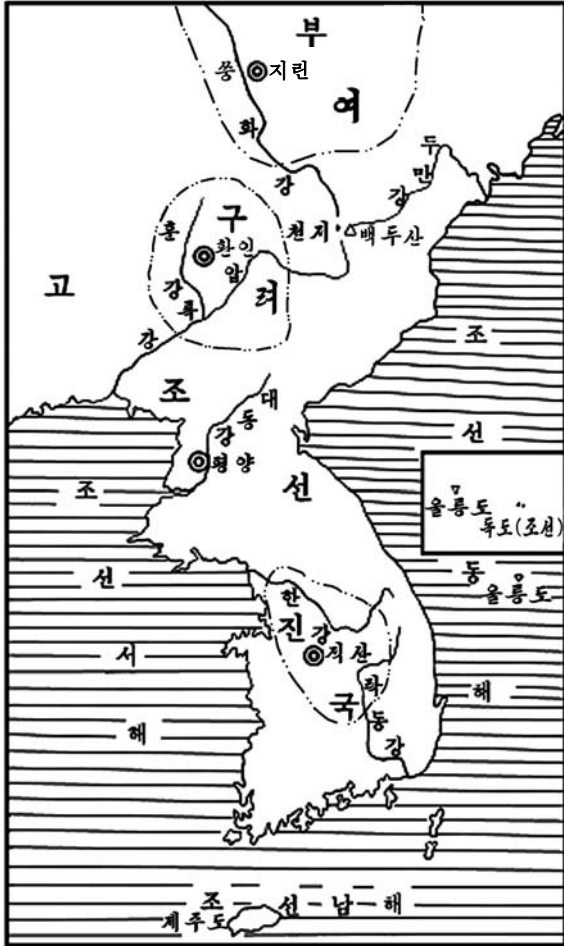 부여
지린
쑹화강
두만강
천지
백두산
구려
훈강
환인
압록강
고조선
대동강
평양
조선동해
울릉도
독도(조선)
울릉도
조선서해
한강
진국
직산
락동강
조선남해
제주도